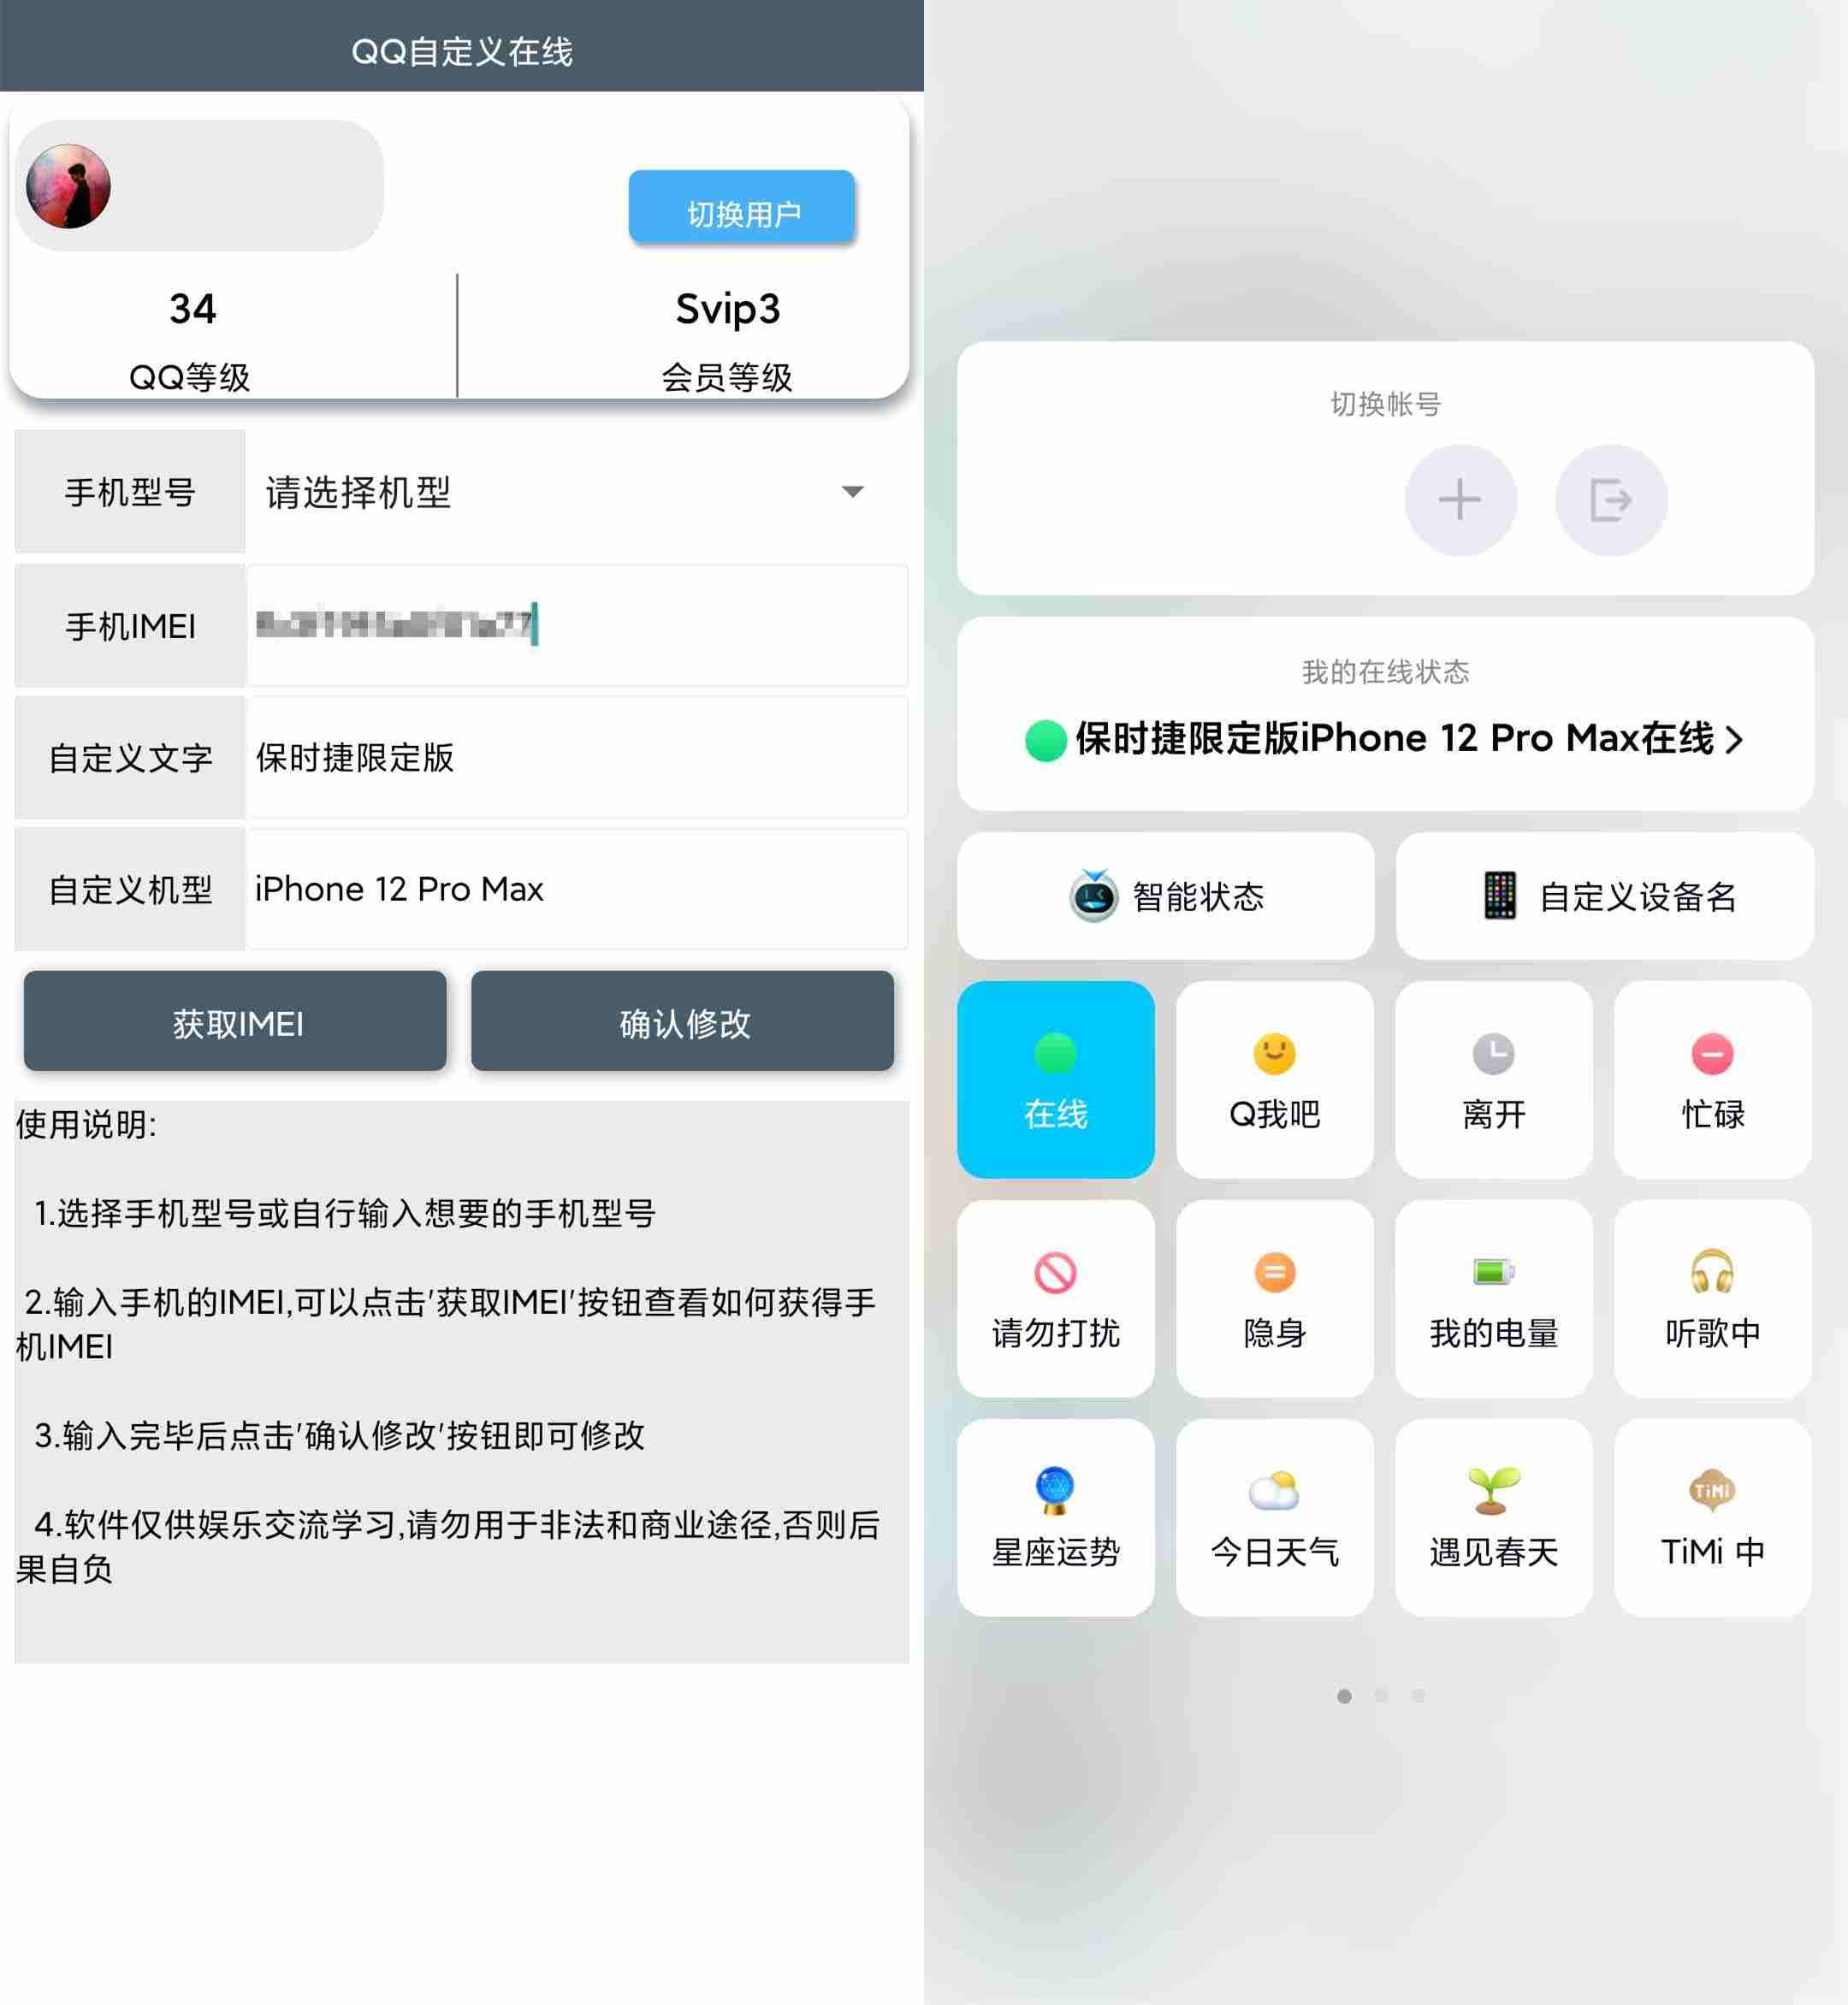 QQ自定义在线
切换用户
34
Svip3
QQ等级
会员等级
手机型号
请选择机型
手机IMEI
自定义文字
保时捷限定版
自定义机型
iPhone 12 Pro Max
获取IMEI
确认修改
使用说明:
1.选择手机型号或自行输入想要的手机型号
2.输入手机的IMEI,可以点击'获取IMEI'按钮查看如何获得手
机IMEI
3.输入完毕后点击'确认修改'按钮即可修改
4.软件仅供娱乐交流学习,请勿用于非法和商业途径,否则后
果自负
切换帐号
我的在线状态
保时捷限定版iPhone 12 Pro Max在线
智能状态
自定义设备名
在线
Q我吧
离开
忙碌
请勿打扰
隐身
我的电量
听歌中
星座运势
今日天气
遇见春天
TiMi
TiMi 中